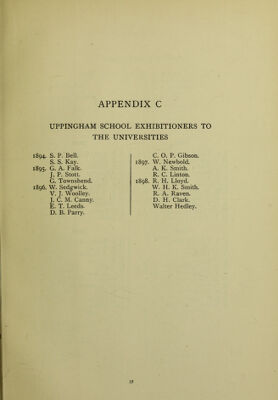 APPENDIX C
UPPINGHAM SCHOOL EXHIBITIONERS TO
THE UNIVERSITIES
1894. S. P. Bell.
S. S. Kay.
1895. G. A. Falk.
J. P. Stott.
G. Townshend.
1896. W. Sedgwick.
V. J. Woolley.
J. C. M. Canny.
E. T. Leeds.
D. B. Parry.
C. O. P. Gibson.
1897. W. Newbold.
A. K. Smith.
R. C. Linton.
1898. R. H. Lloyd.
W. H. K. Smith.
R. A. Raven.
D. H. Clark.
Walter Hedley.